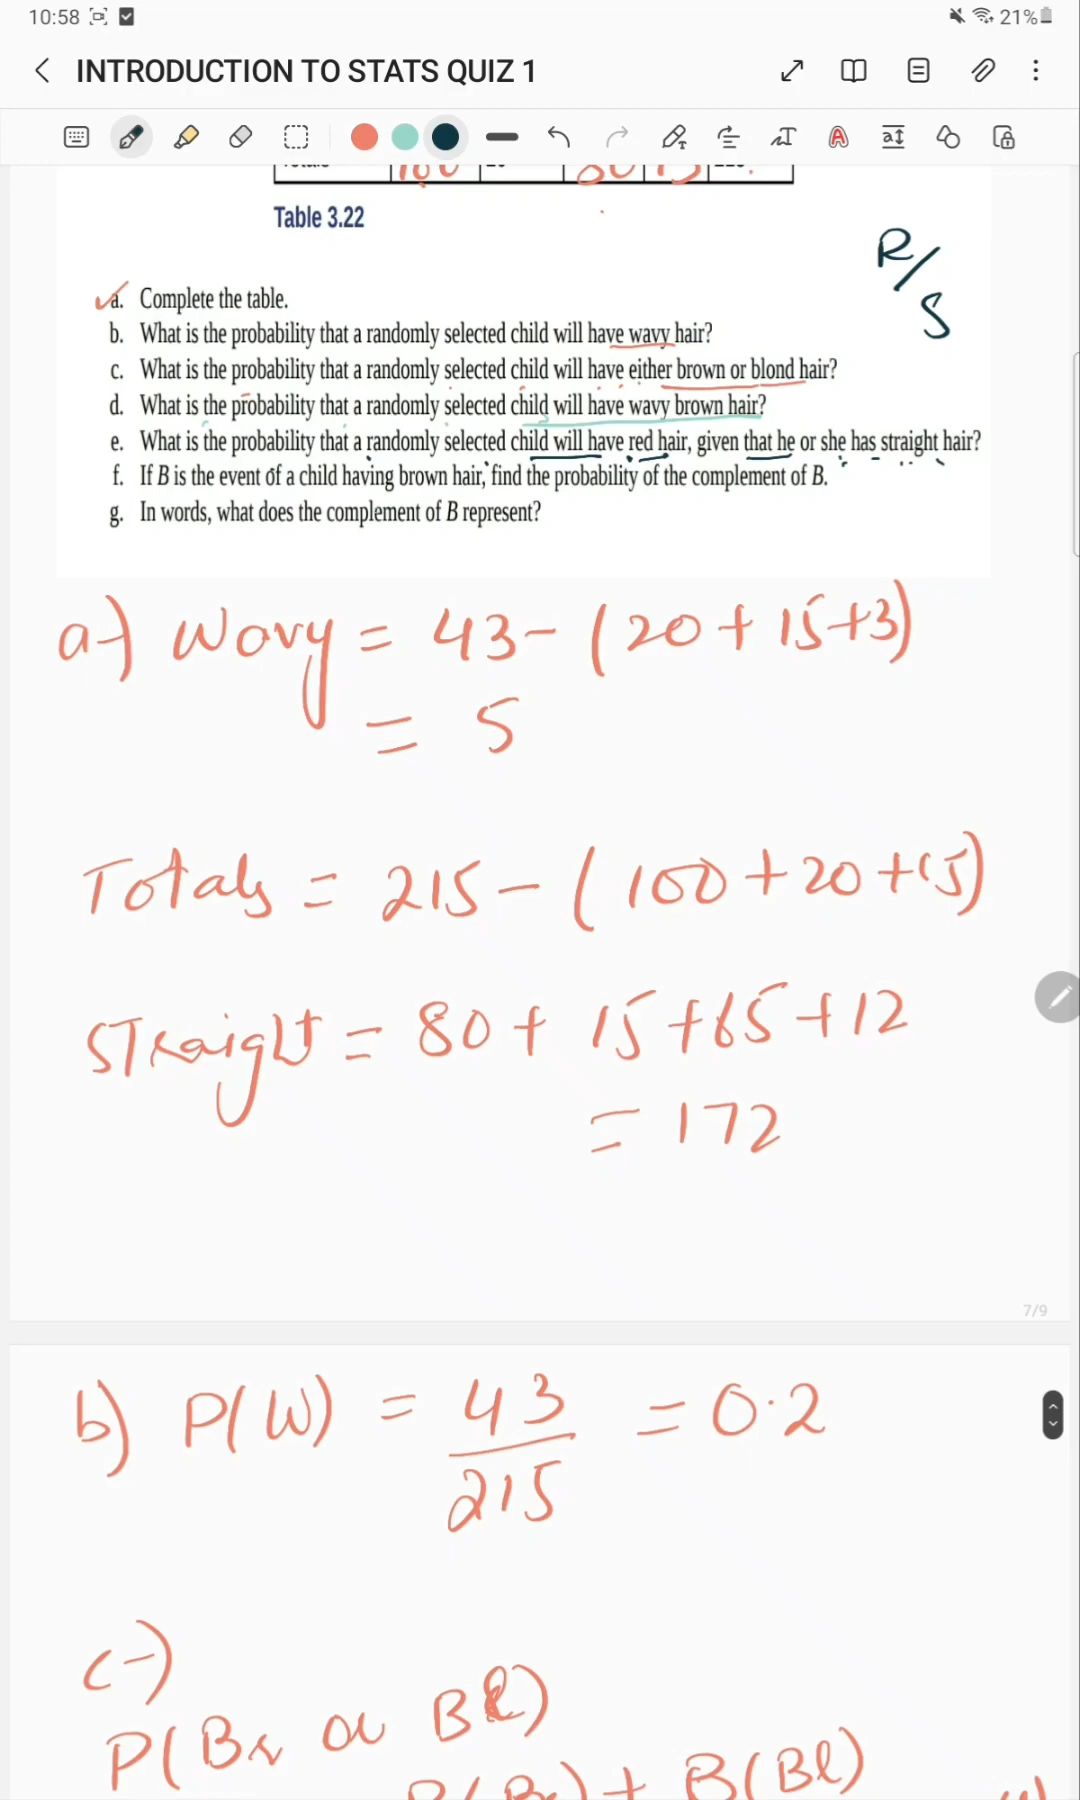 10:58
21%
INTRODUCTION TO STATS QUIZ 1
Table 3.22
R/S
a. Complete the table.
b. What is the probability that a randomly selected child will have wavy hair?
c. What is the probability that a randomly selected child will have either brown or blond hair?
d. What is the probability that a randomly selected child will have wavy brown hair?
e. What is the probability that a randomly selected child will have red hair, given that he or she has straight hair?
f. If B is the event of a child having brown hair, find the probability of the complement of B.
g. In words, what does the complement of B represent?
a-) Wavy = 43 - (20 + 15 + 3)
= 5
Totals = 215 - (100 + 20 + 15)
Straight = 80 + 15 + 65 + 12
= 172
7/9
b) P(W) = 43/215 = 0.2
c-)
P(Br or Bl)
P(Br) + B(Bl)